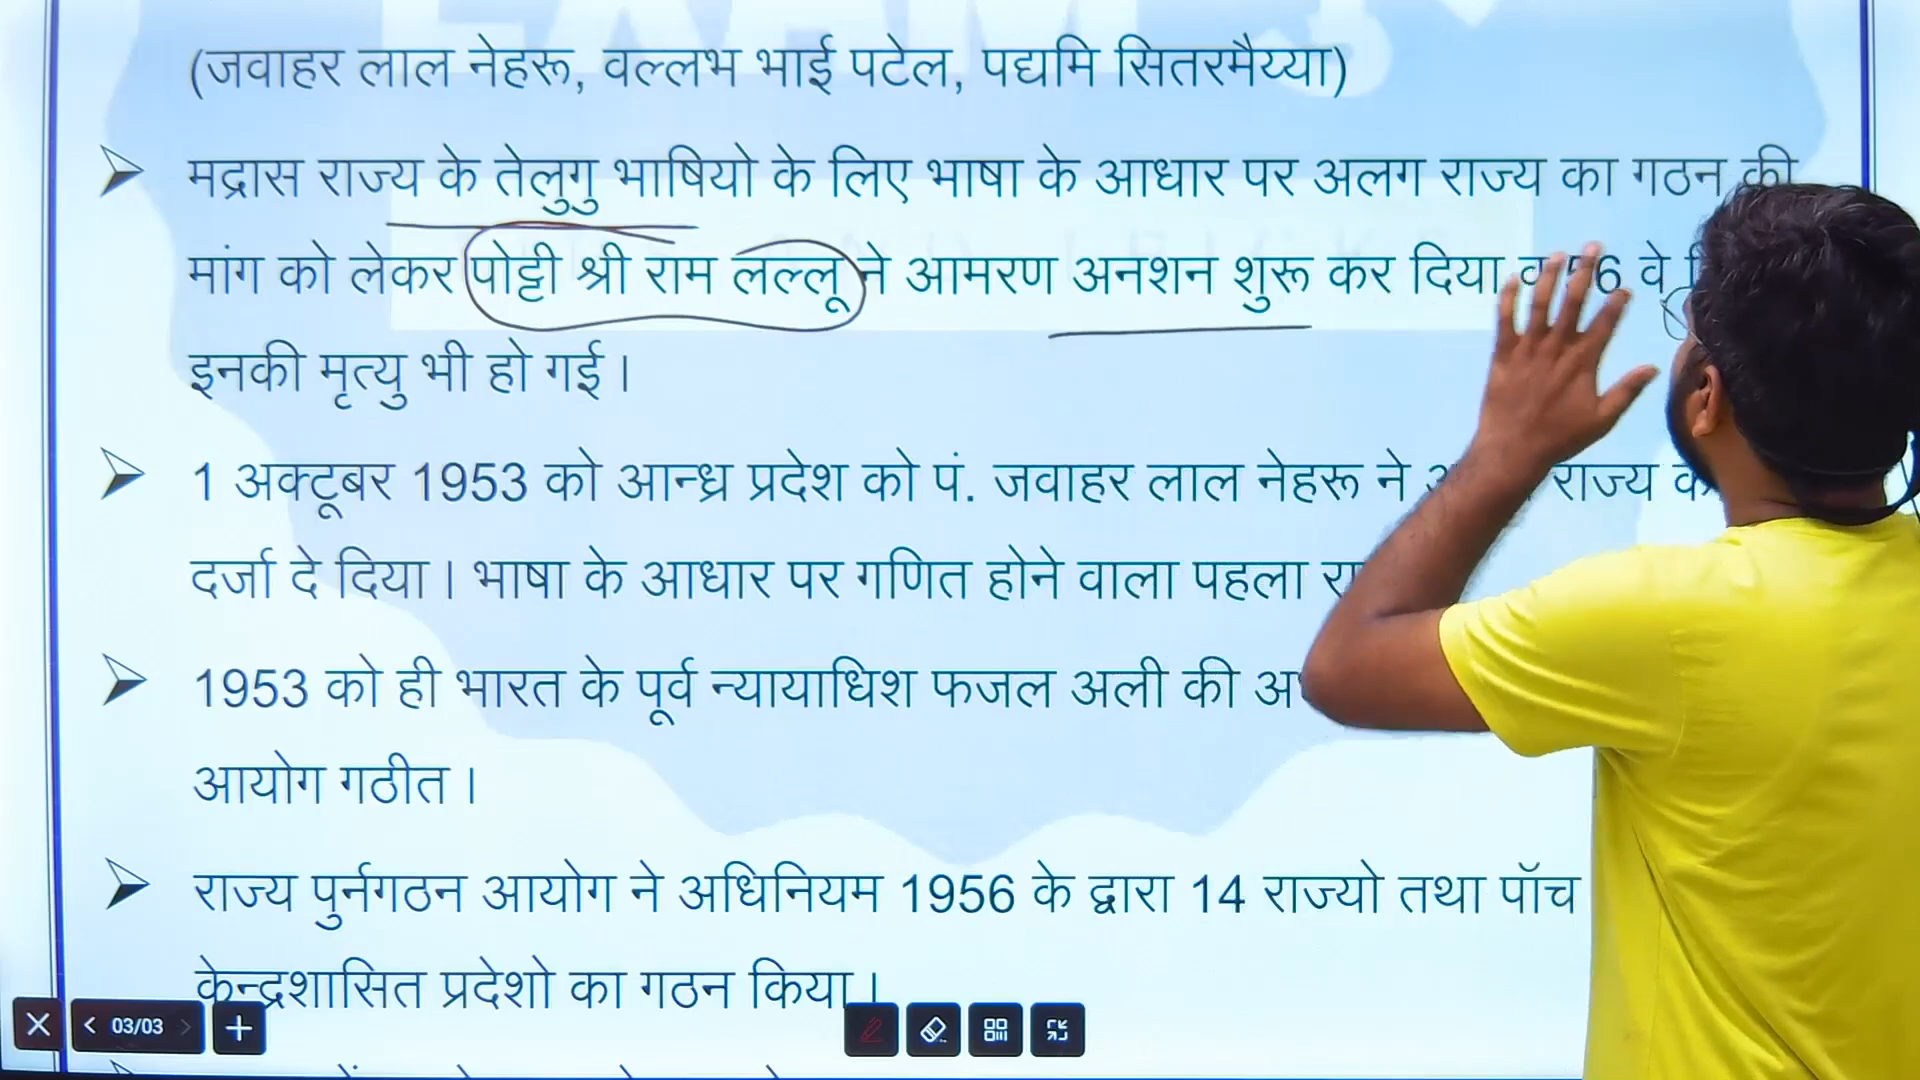 (जवाहर लाल नेहरू, वल्लभ भाई पटेल, पद्यमि सितरमैय्या)
मद्रास राज्य के तेलुगु भाषियो के लिए भाषा के आधार पर अलग राज्य का गठन की
मांग को लेकर पोट्टी श्री राम लल्लू ने आमरण अनशन शुरू कर दिया व 56 वे
इनकी मृत्यु भी हो गई।
1 अक्टूबर 1953 को आन्ध्र प्रदेश को पं. जवाहर लाल नेहरू ने राज्य
दर्जा दे दिया। भाषा के आधार पर गणित होने वाला पहला
1953 को ही भारत के पूर्व न्यायाधिश फजल अली की
आयोग गठीत।
राज्य पुर्नगठन आयोग ने अधिनियम 1956 के द्वारा 14 राज्यो तथा पॉच
केन्द्रशासित प्रदेशो का गठन किया।
03/03